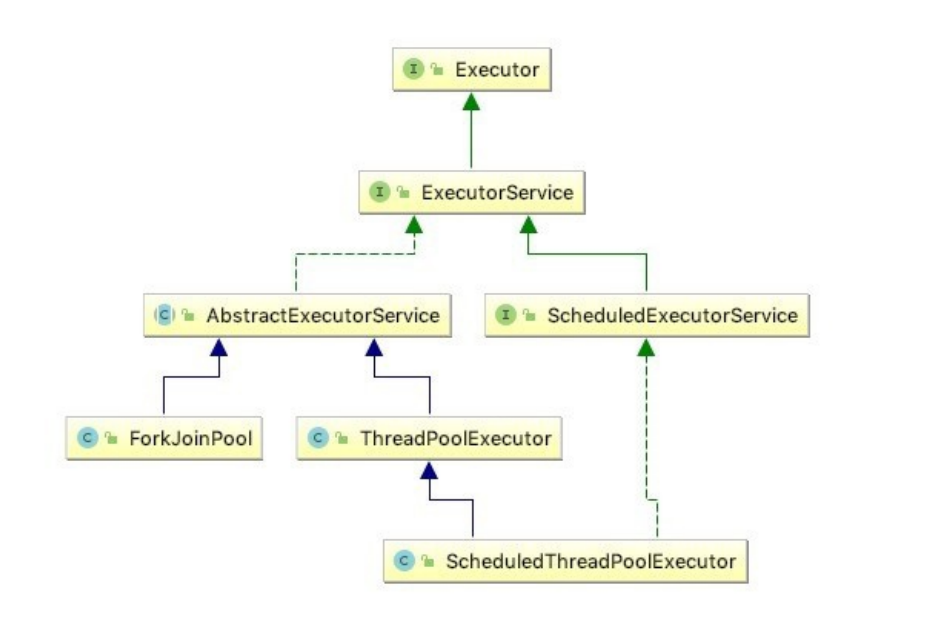 I Executor
I ExecutorService
C AbstractExecutorService
I ScheduledExecutorService
C ForkJoinPool
C ThreadPoolExecutor
C ScheduledThreadPoolExecutor